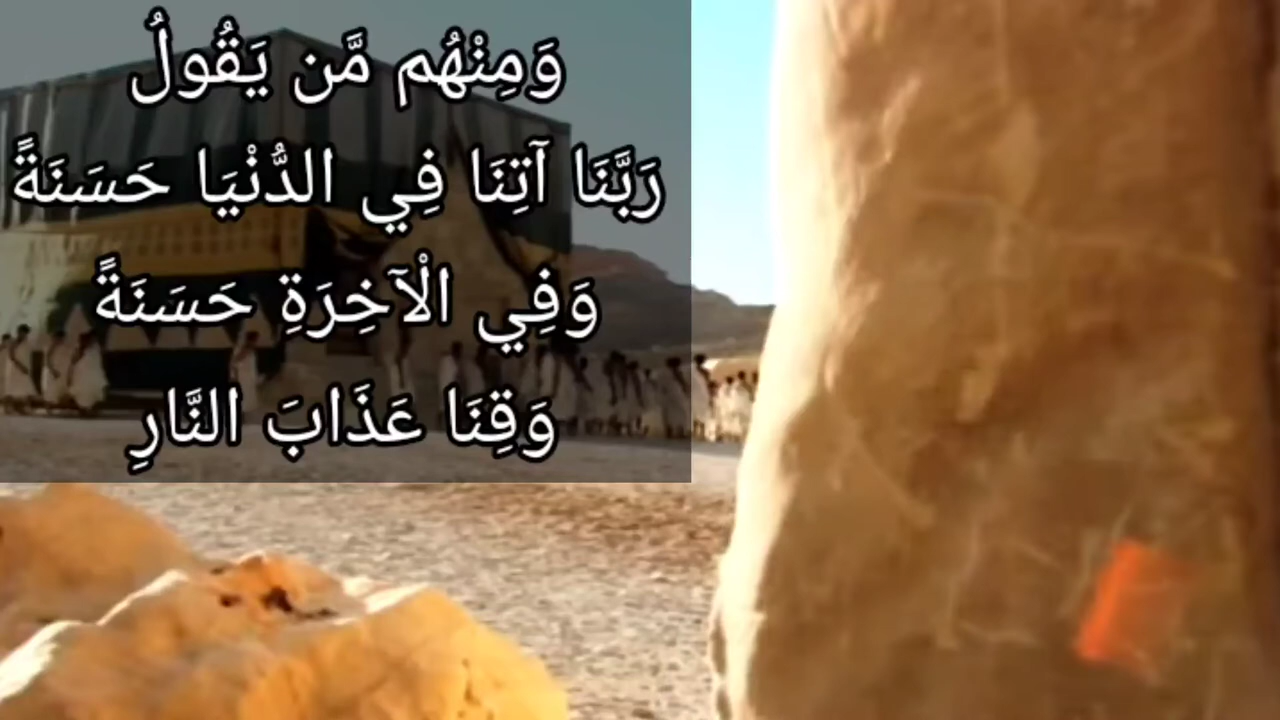 وَمِنْهُم مَّن يَقُولُ
رَبَّنَا آتِنَا فِي الدُّنْيَا حَسَنَةً
وَفِي الْآخِرَةِ حَسَنَةً
وَقِنَا عَذَابَ النَّارِ